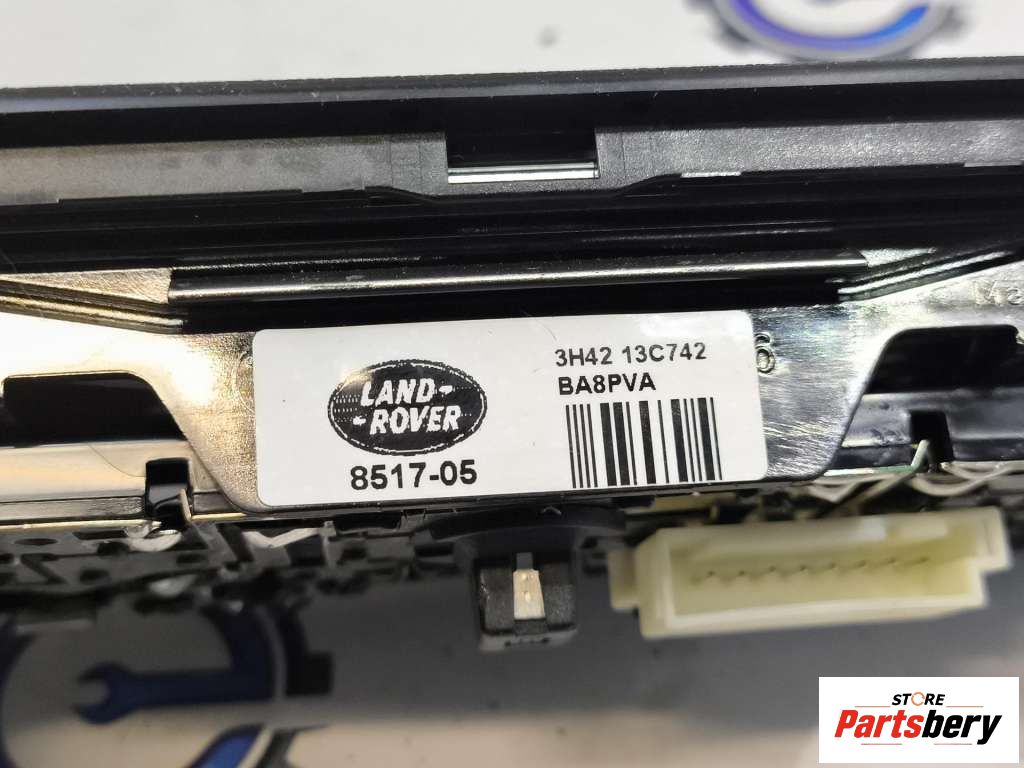 LAND-
-ROVER
8517-05
3H42 13C742
BA8PVA
STORE
Partsbery